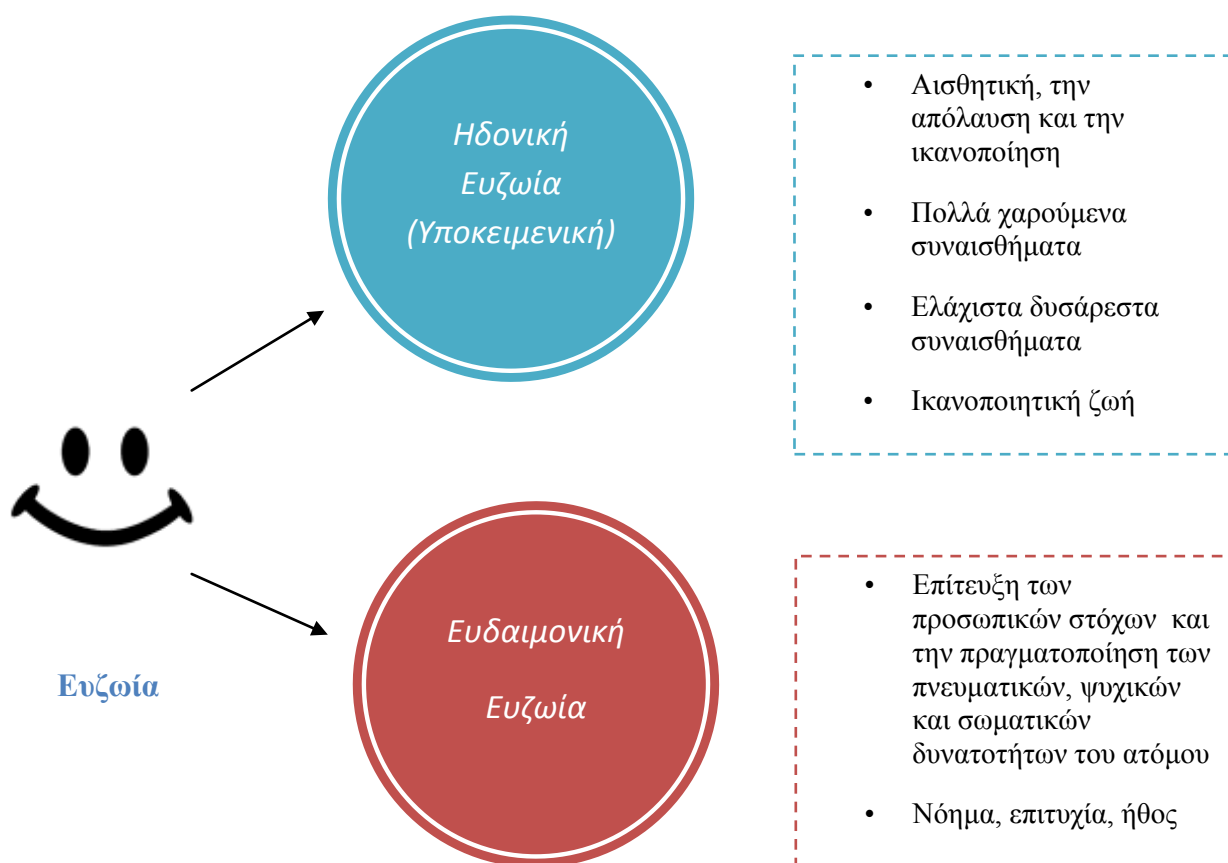 Ηδονική
Ευζωία
(Υποκειμενική)
• Αισθητική, την
απόλαυση και την
ικανοποίηση
• Πολλά χαρούμενα
συναισθήματα
• Ελάχιστα δυσάρεστα
συναισθήματα
• Ικανοποιητική ζωή
Ευζωία
Ευδαιμονική
Ευζωία
• Επίτευξη των
προσωπικών στόχων και
την πραγματοποίηση των
πνευματικών, ψυχικών
και σωματικών
δυνατοτήτων του ατόμου
• Νόημα, επιτυχία, ήθος